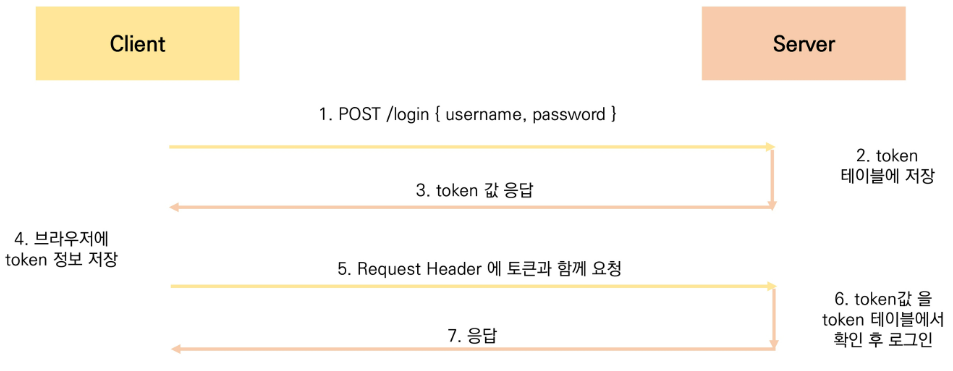 Client
Server
1. POST /login { username, password }
2. token
테이블에 저장
3. token 값 응답
4. 브라우저에
token 정보 저장
5. Request Header 에 토큰과 함께 요청
6. token값 을
token 테이블에서
확인 후 로그인
7. 응답